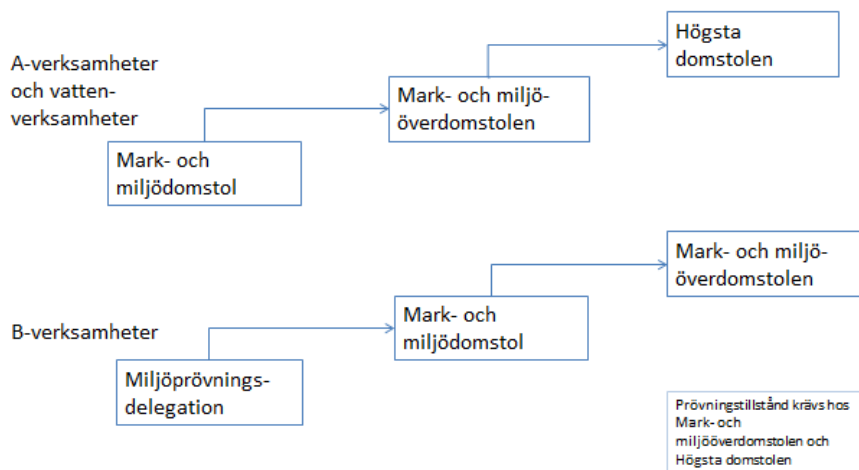 A-verksamheter
och vatten-
verksamheter
Mark- och
miljödomstol
Mark- och miljö-
överdomstolen
Högsta
domstolen
B-verksamheter
Miljöprövnings-
delegation
Mark- och
miljödomstol
Mark- och miljö-
överdomstolen
Prövningstillstånd krävs hos
Mark- och
miljööverdomstolen och
Högsta domstolen